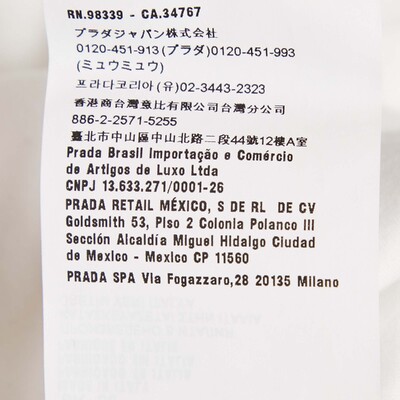 RN.98339 - CA.34767
プラダジャパン株式会社
0120-451-913(プラダ)0120-451-993
(ミュウミュウ)
프라다코리아(유)02-3443-2323
香港商台灣意比有限公司台灣分公司
886-2-2571-5255
臺北市中山區中山北路二段44號12樓A室
Prada Brasil Importação e Comércio
de Artigos de Luxo Ltda
CNPJ 13.633.271/0001-26
PRADA RETAIL MÉXICO, S DE RL DE CV
Goldsmith 53, Piso 2 Colonia Polanco III
Sección Alcaldía Miguel Hidalgo Ciudad
de Mexico - Mexico CP 11560
PRADA SPA Via Fogazzaro,28 20135 Milano